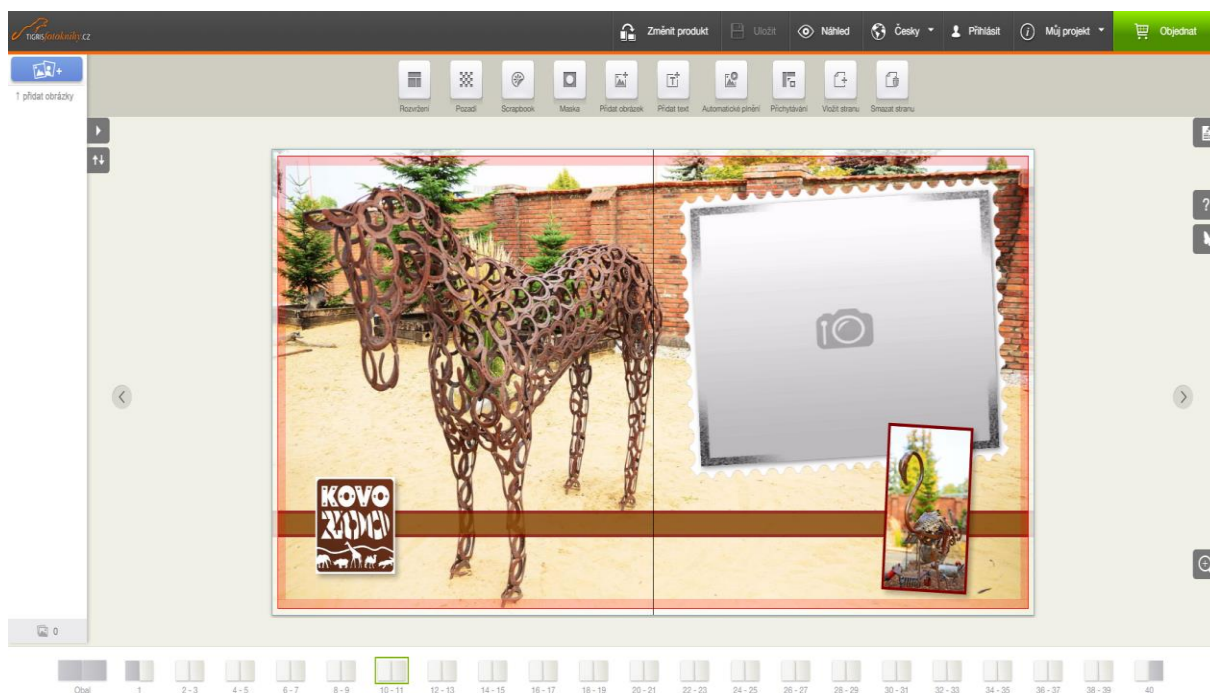 TIGRISfotoknihy.cz
Změnit produkt
Uložit
Náhled
Česky
Přihlásit
Můj projekt
Objednat
↑ přidat obrázky
Rozvržení
Pozadí
Scrapbook
Maska
Přidat obrázek
Přidat text
Automatické plnění
Přichytávání
Vložit stranu
Smazat stranu
?
KOVO
ZOO
0
Obal
1
2 - 3
4 - 5
6 - 7
8 - 9
10 - 11
12 - 13
14 - 15
16 - 17
18 - 19
20 - 21
22 - 23
24 - 25
26 - 27
28 - 29
30 - 31
32 - 33
34 - 35
36 - 37
38 - 39
40